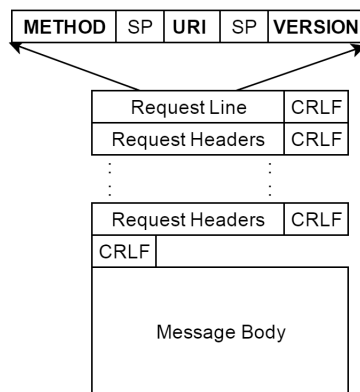 METHOD SP URI SP VERSION
Request Line CRLF
Request Headers CRLF
Request Headers CRLF
CRLF
Message Body